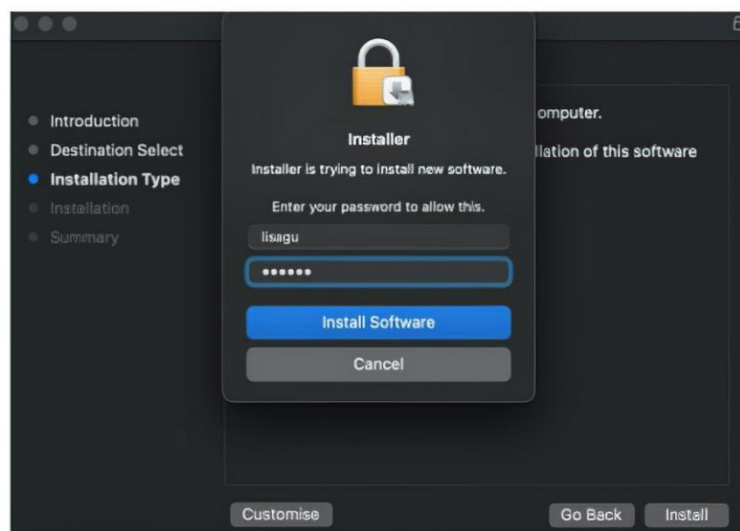 Introduction
Destination Select
Installation Type
Installation
Summary
omputer.
llation of this software
Installer
Installer is trying to install new software.
Enter your password to allow this.
lisagu
••••••
Install Software
Cancel
Customise
Go Back
Install